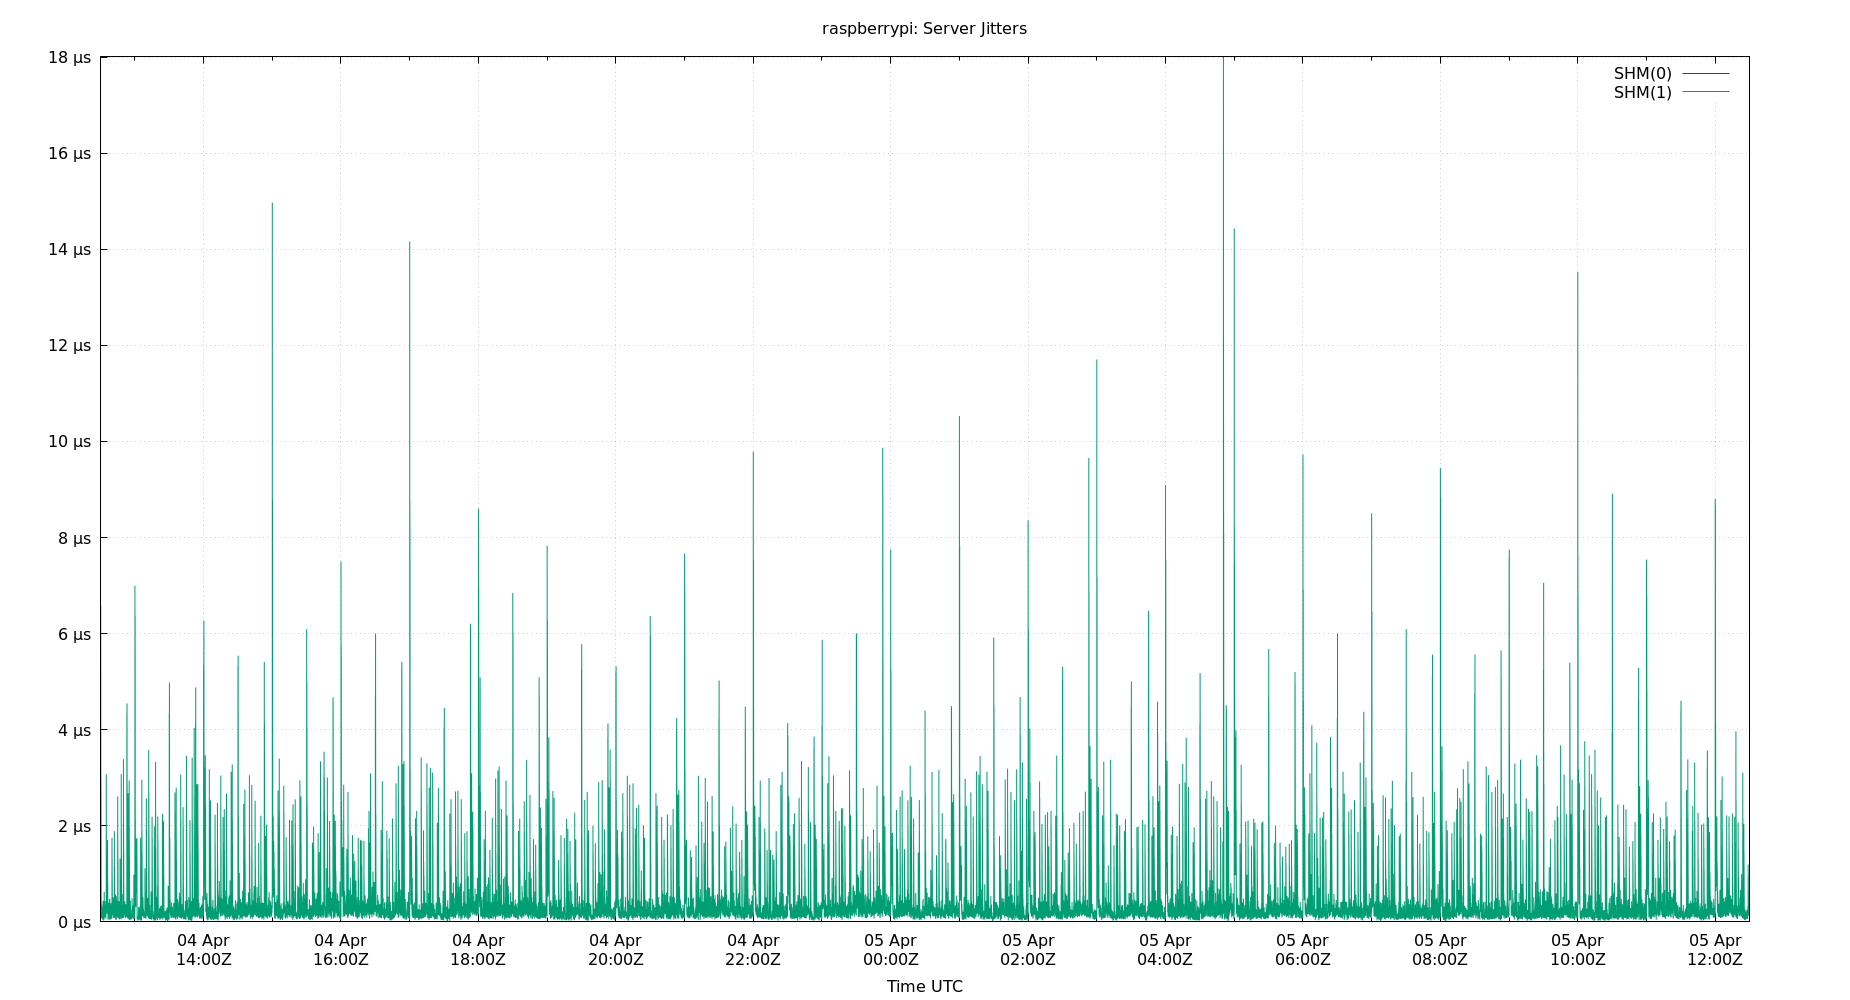 raspberrypi: Server Jitters
SHM(0)
SHM(1)
18 µs
16 µs
14 µs
12 µs
10 µs
8 µs
6 µs
4 µs
2 µs
0 µs
04 Apr 04 Apr 04 Apr 04 Apr 04 Apr 05 Apr 05 Apr 05 Apr 05 Apr 05 Apr 05 Apr 05 Apr
14:00Z 16:00Z 18:00Z 20:00Z 22:00Z 00:00Z 02:00Z 04:00Z 06:00Z 08:00Z 10:00Z 12:00Z
Time UTC